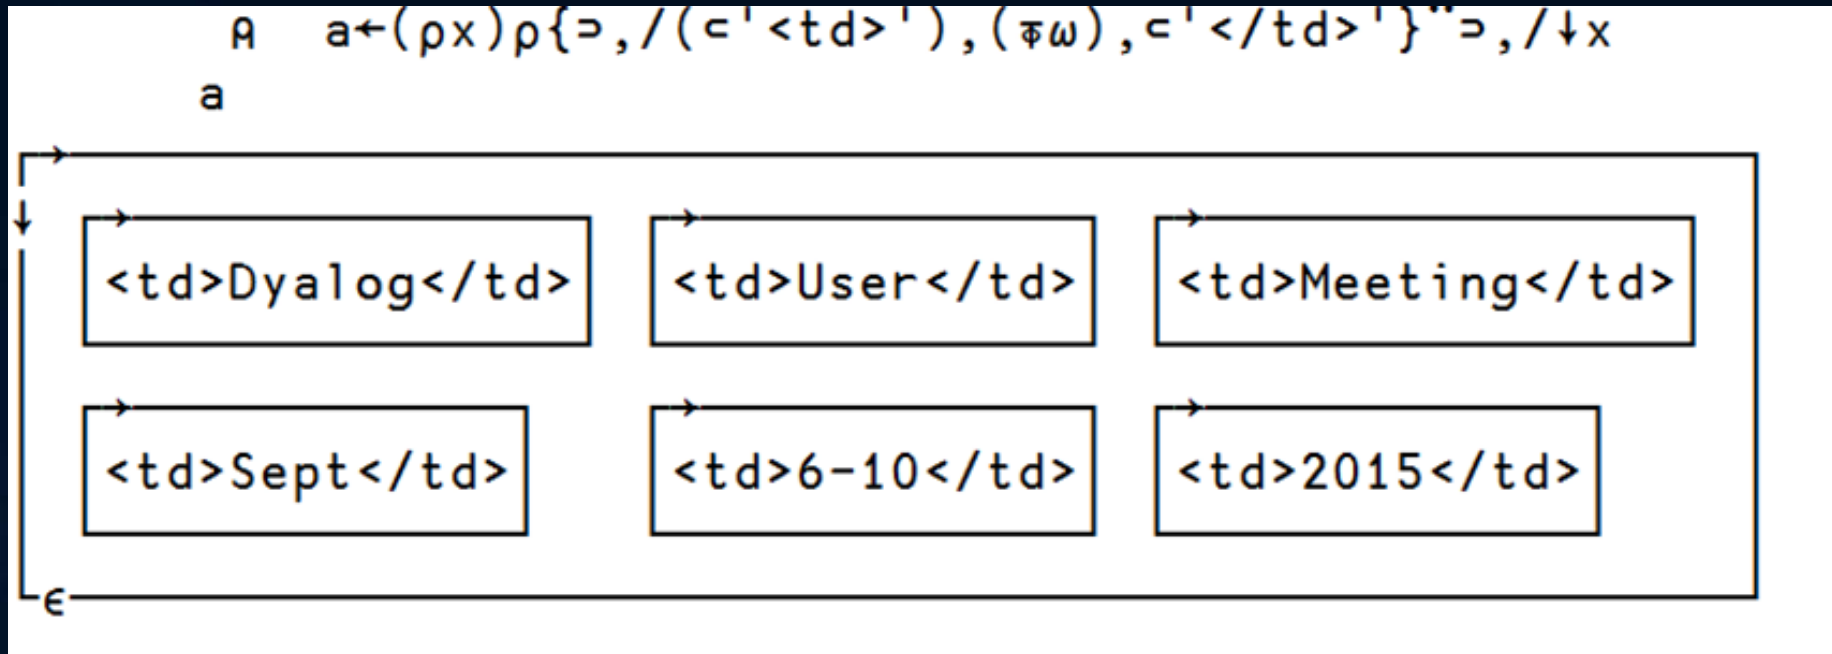 ⍝ a←(⍴x)⍴{⊃,/(⊂'<td>'),(⍕⍵),⊂'</td>'}¨⊃,/↓x
a
<td>Dyalog</td> <td>User</td> <td>Meeting</td>
<td>Sept</td> <td>6-10</td> <td>2015</td>